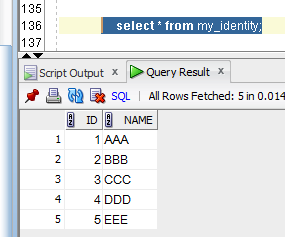 135
136 select * from my_identity;
137
Script Output x Query Result x
SQL | All Rows Fetched: 5 in 0.014
ID NAME
1 1 AAA
2 2 BBB
3 3 CCC
4 4 DDD
5 5 EEE